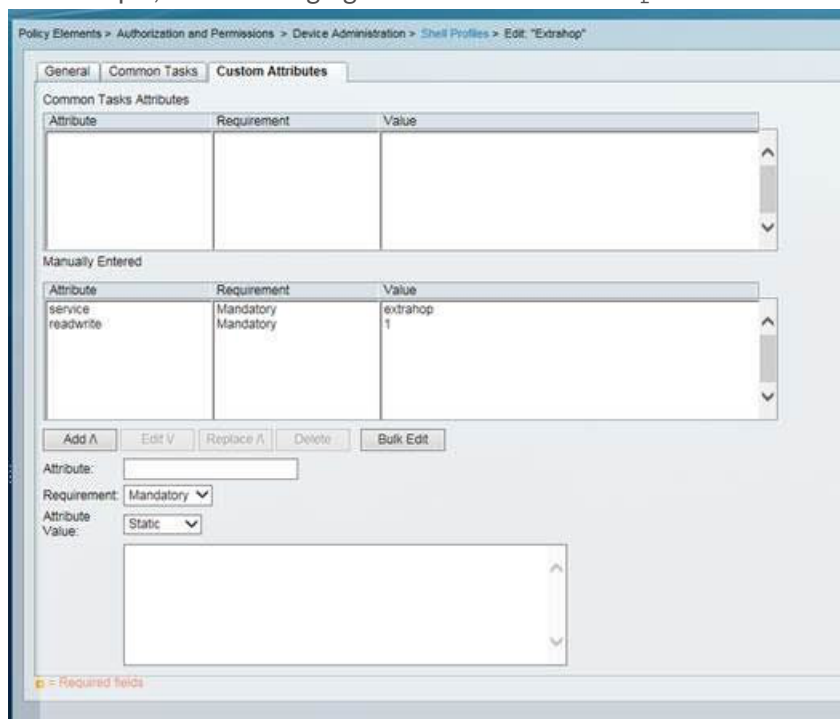 Policy Elements > Authorization and Permissions > Device Administration > Shell Profiles > Edit: "Extrahop"
General Common Tasks Custom Attributes
Common Tasks Attributes
Attribute Requirement Value
Manually Entered
Attribute Requirement Value
service Mandatory extrahop
readwrite Mandatory 1
Add /\ Edit V Replace /\ Delete Bulk Edit
Attribute:
Requirement: Mandatory
Attribute Value: Static
= Required fields